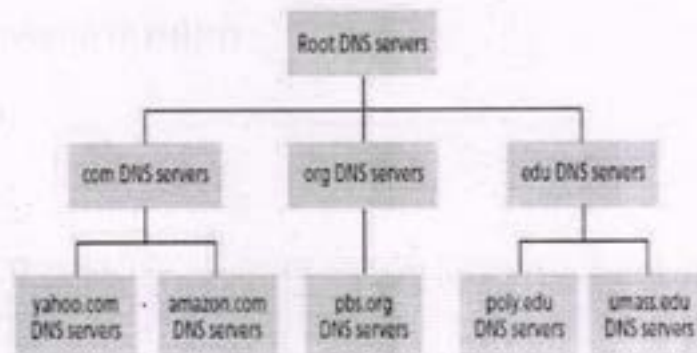 Root DNS servers
com DNS servers
org DNS servers
edu DNS servers
yahoo.com
DNS servers
amazon.com
DNS servers
pbs.org
DNS servers
poly.edu
DNS servers
umass.edu
DNS servers